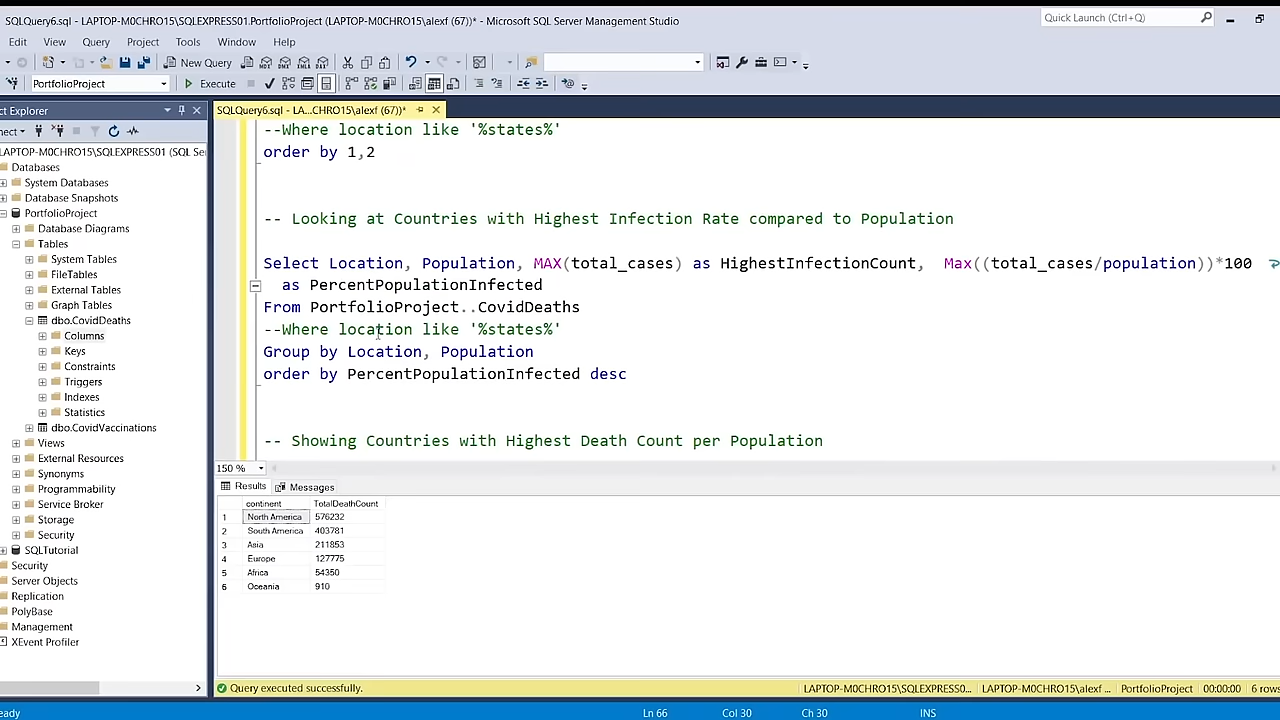 SQLQuery6.sql - LAPTOP-M0CHRO15\SQLEXPRESS01.PortfolioProject (LAPTOP-M0CHRO15\alexf (67))* - Microsoft SQL Server Management Studio
Quick Launch (Ctrl+Q)
Edit View Query Project Tools Window Help
New Query
PortfolioProject
Execute
ct Explorer
SQLQuery6.sql - LA...CHRO15\alexf (67))*
nect
LAPTOP-M0CHRO15\SQLEXPRESS01 (SQL Se
Databases
System Databases
Database Snapshots
PortfolioProject
Database Diagrams
Tables
System Tables
FileTables
External Tables
Graph Tables
dbo.CovidDeaths
Columns
Keys
Constraints
Triggers
Indexes
Statistics
dbo.CovidVaccinations
Views
External Resources
Synonyms
Programmability
Service Broker
Storage
Security
SQLTutorial
Security
Server Objects
Replication
PolyBase
Management
XEvent Profiler
--Where location like '%states%'
order by 1,2
-- Looking at Countries with Highest Infection Rate compared to Population
Select Location, Population, MAX(total_cases) as HighestInfectionCount,  Max((total_cases/population))*100
as PercentPopulationInfected
From PortfolioProject..CovidDeaths
--Where location like '%states%'
Group by Location, Population
order by PercentPopulationInfected desc
-- Showing Countries with Highest Death Count per Population
150 %
Results Messages
continent TotalDeathCount
1 North America 576232
2 South America 403781
3 Asia 211853
4 Europe 127775
5 Africa 54350
6 Oceania 910
Query executed successfully.
LAPTOP-M0CHRO15\SQLEXPRESS0... LAPTOP-M0CHRO15\alexf ... PortfolioProject 00:00:00 6 rows
eady
Ln 66 Col 30 Ch 30 INS